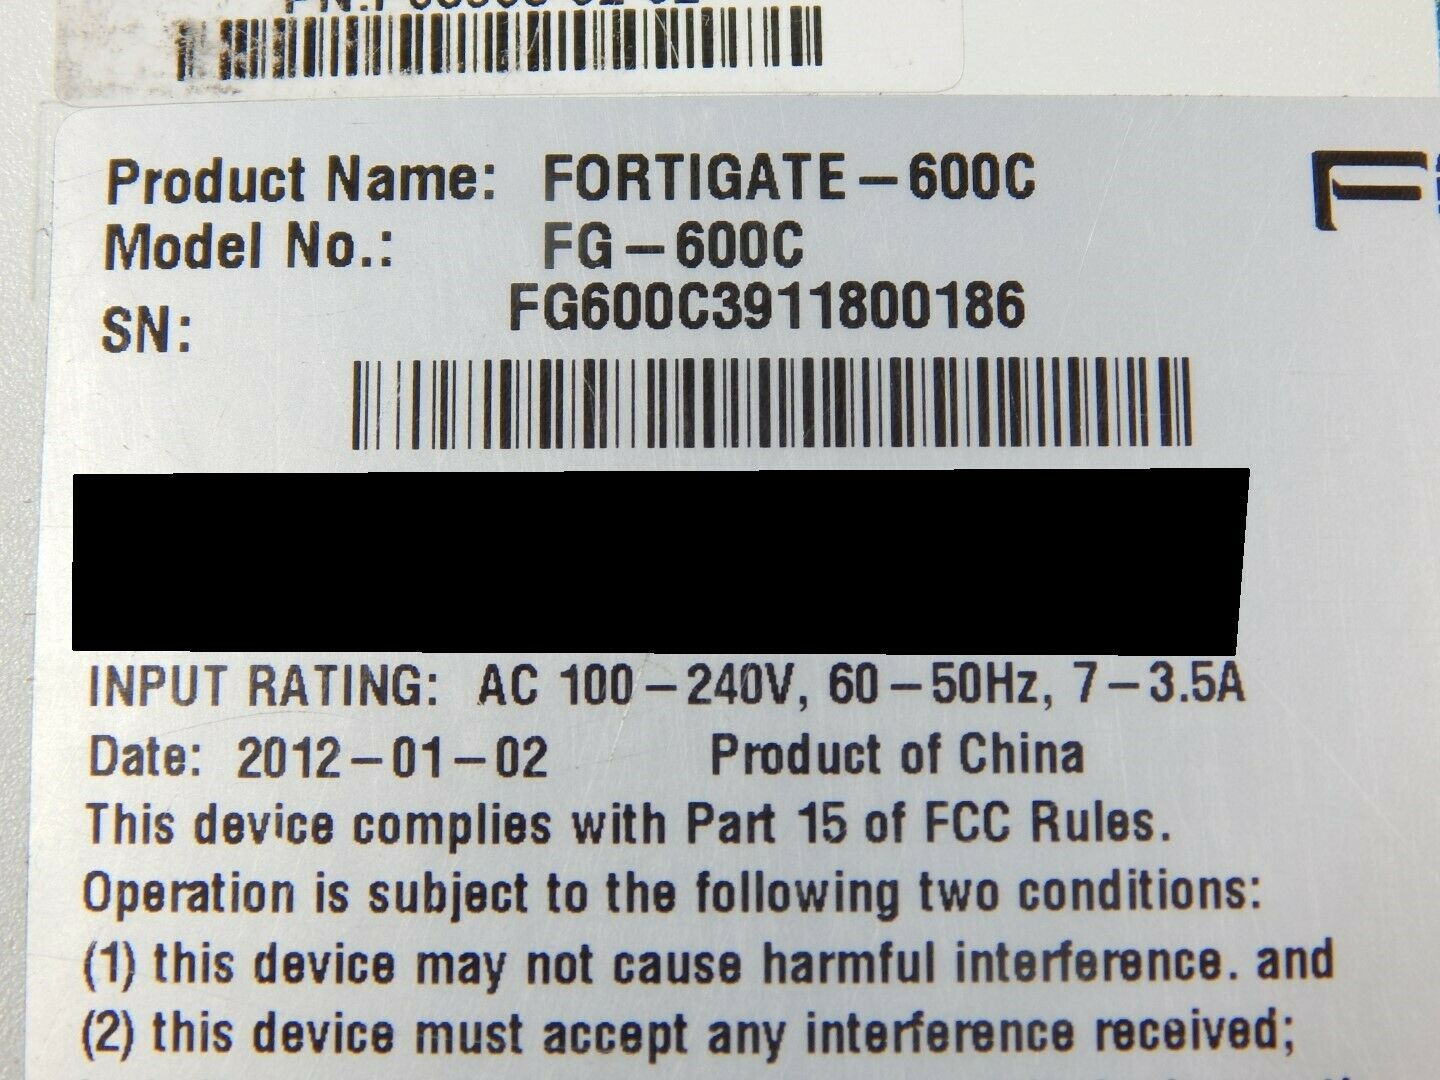 Product Name: FORTIGATE-600C
Model No.: FG-600C
SN: FG600C3911800186
INPUT RATING: AC 100-240V, 60-50Hz, 7-3.5A
Date: 2012-01-02 Product of China
This device complies with Part 15 of FCC Rules.
Operation is subject to the following two conditions:
(1) this device may not cause harmful interference. and
(2) this device must accept any interference received;